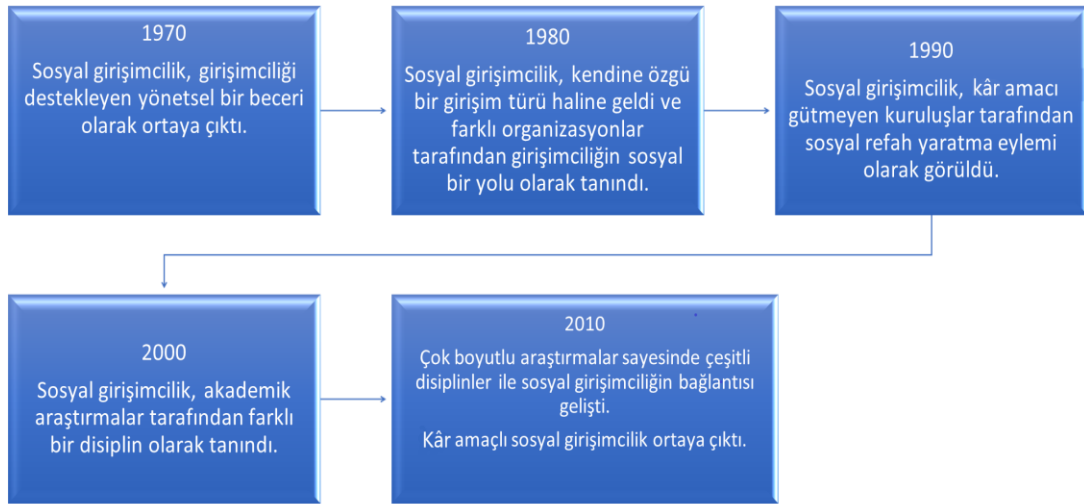 1970
Sosyal girişimcilik, girişimciliği
destekleyen yönetsel bir beceri
olarak ortaya çıktı.
1980
Sosyal girişimcilik, kendine özgü
bir girişim türü haline geldi ve
farklı organizasyonlar
tarafından girişimciliğin sosyal
bir yolu olarak tanındı.
1990
Sosyal girişimcilik, kâr amacı
gütmeyen kuruluşlar tarafından
sosyal refah yaratma eylemi
olarak görüldü.
2000
Sosyal girişimcilik, akademik
araştırmalar tarafından farklı
bir disiplin olarak tanındı.
2010
Çok boyutlu araştırmalar sayesinde çeşitli
disiplinler ile sosyal girişimciliğin bağlantısı
gelişti.
Kâr amaçlı sosyal girişimcilik ortaya çıktı.